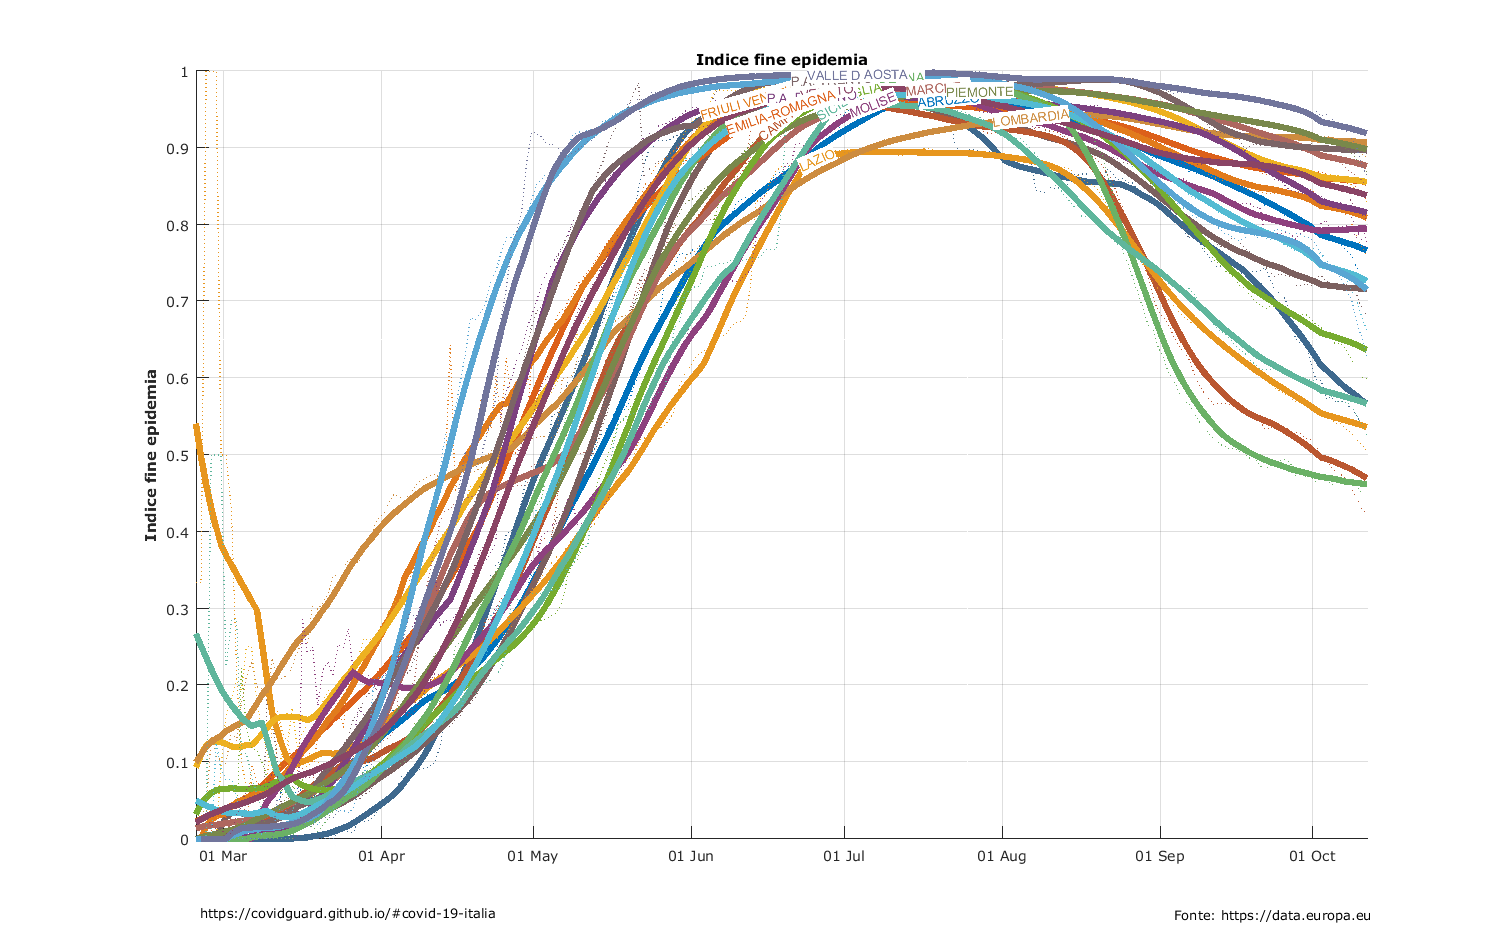 Indice fine epidemia
Indice fine epidemia
1
0.9
0.8
0.7
0.6
0.5
0.4
0.3
0.2
0.1
0
VALLE D AOSTA
FRIULI VEN
P.A.
EMILIA-ROMAGNA
MOLISE
MARC
ABRUZZO
PIEMONTE
LOMBARDIA
LAZIO
01 Mar
01 Apr
01 May
01 Jun
01 Jul
01 Aug
01 Sep
01 Oct
https://covidguard.github.io/#covid-19-italia
Fonte: https://data.europa.eu